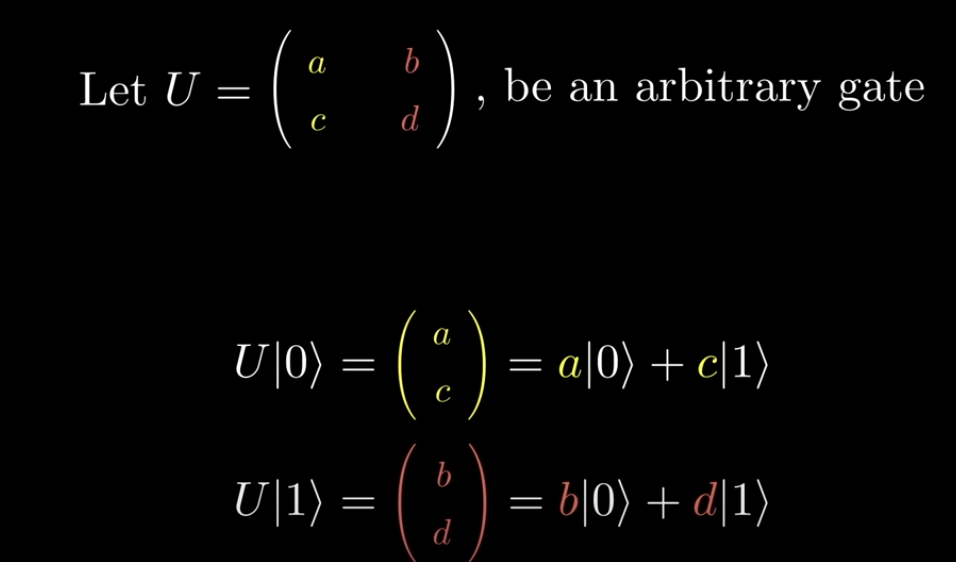 Let U = ( a b ; c d ) , be an arbitrary gate
U|0⟩ = ( a ; c ) = a|0⟩ + c|1⟩
U|1⟩ = ( b ; d ) = b|0⟩ + d|1⟩